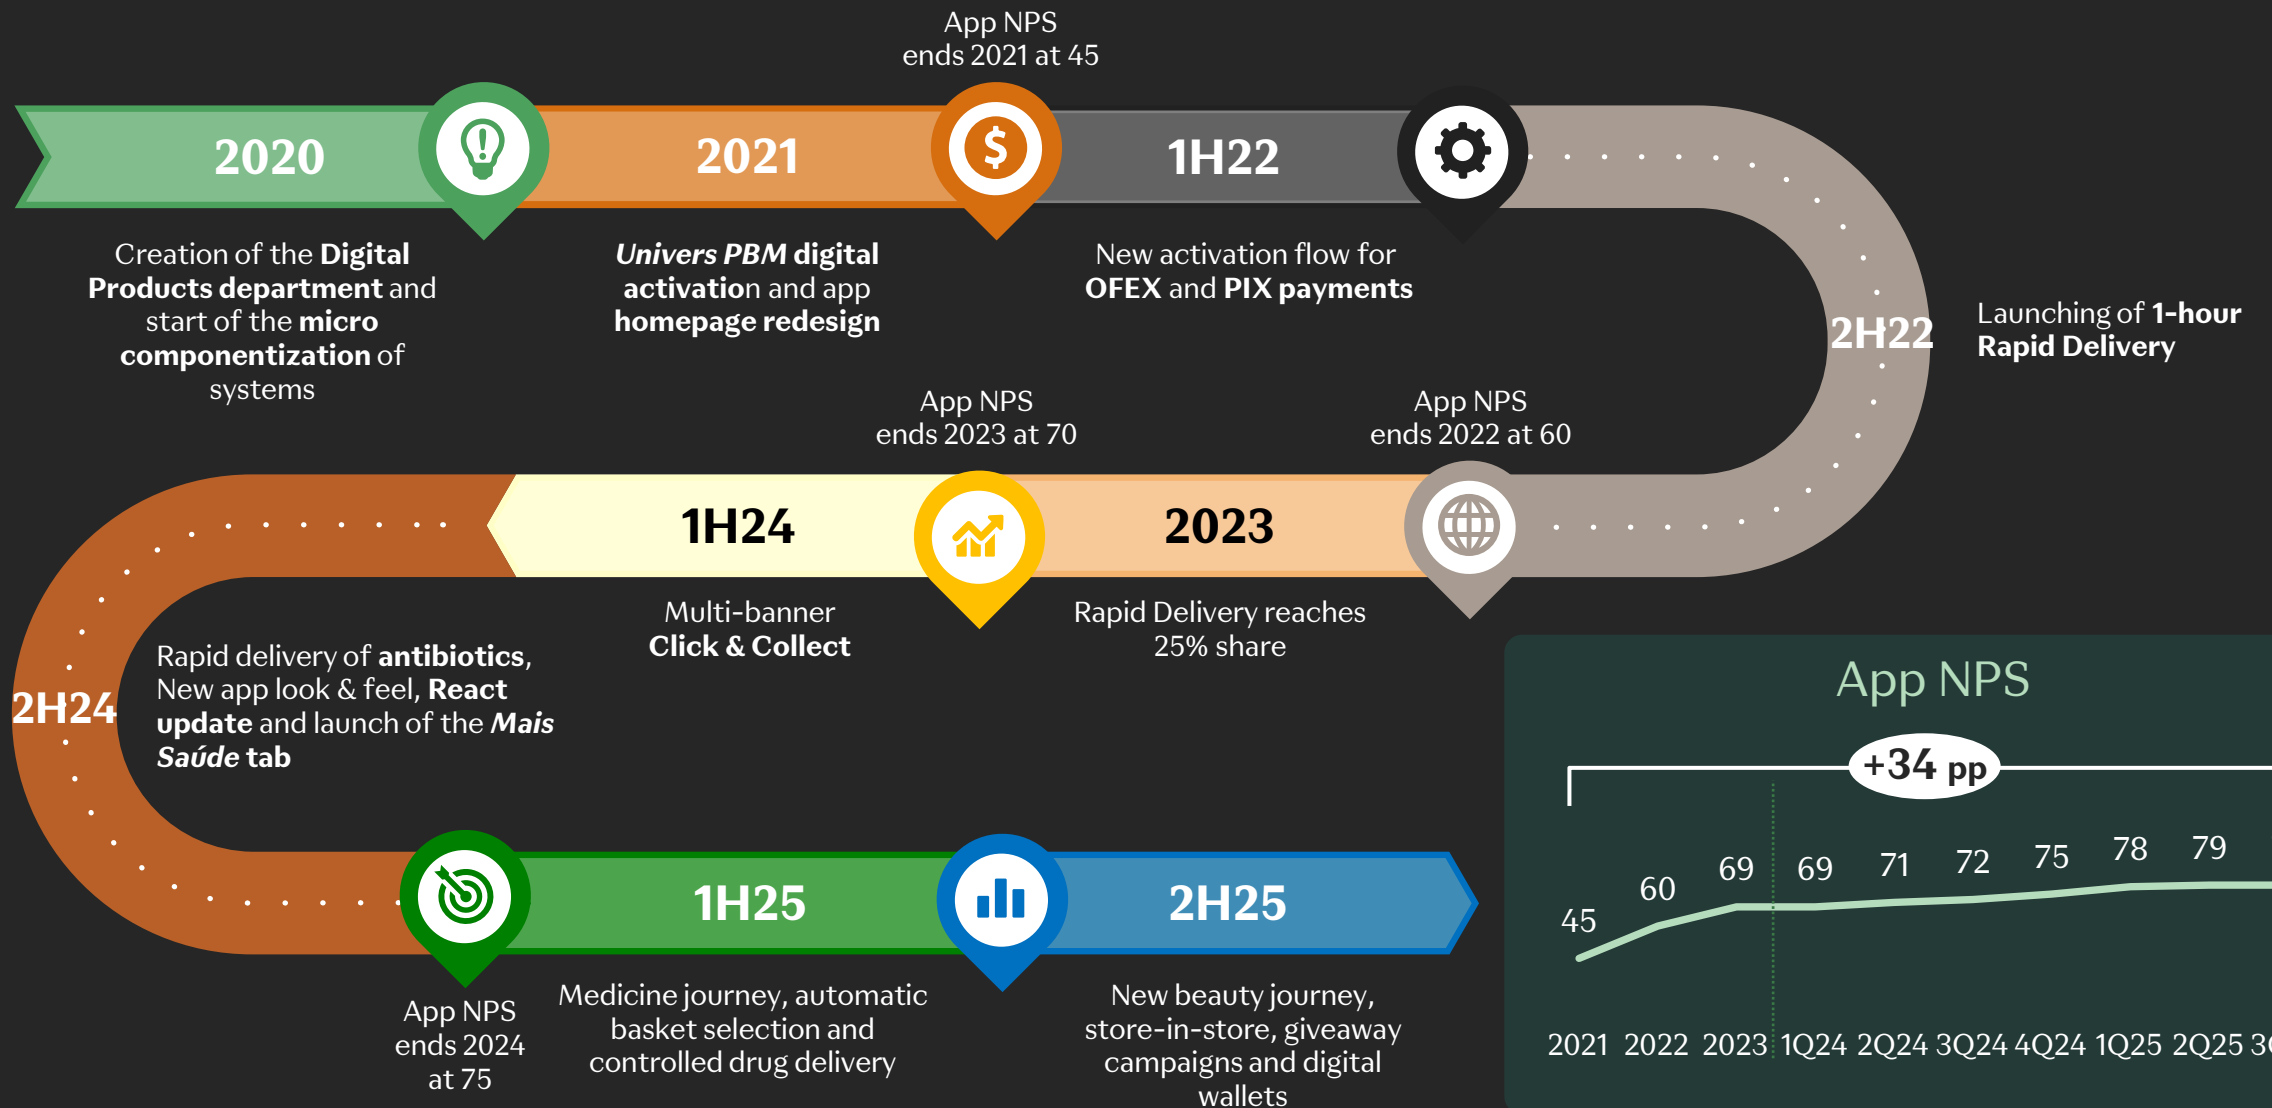 App NPS
ends 2021 at 45
2020
2021
1H22
Creation of the Digital
Products department and
start of the micro
componentization of
systems
Univers PBM digital
activation and app
homepage redesign
New activation flow for
OFEX and PIX payments
2H22
Launching of 1-hour
Rapid Delivery
App NPS
ends 2023 at 70
App NPS
ends 2022 at 60
1H24
2023
Multi-banner
Click & Collect
Rapid Delivery reaches
25% share
2H24
Rapid delivery of antibiotics,
New app look & feel, React
update and launch of the Mais
Saúde tab
1H25
2H25
App NPS
ends 2024
at 75
Medicine journey, automatic
basket selection and
controlled drug delivery
New beauty journey,
store-in-store, giveaway
campaigns and digital
wallets
App NPS
+34 pp
45 60 69 69 71 72 75 78 79
2021 2022 2023 1Q24 2Q24 3Q24 4Q24 1Q25 2Q25